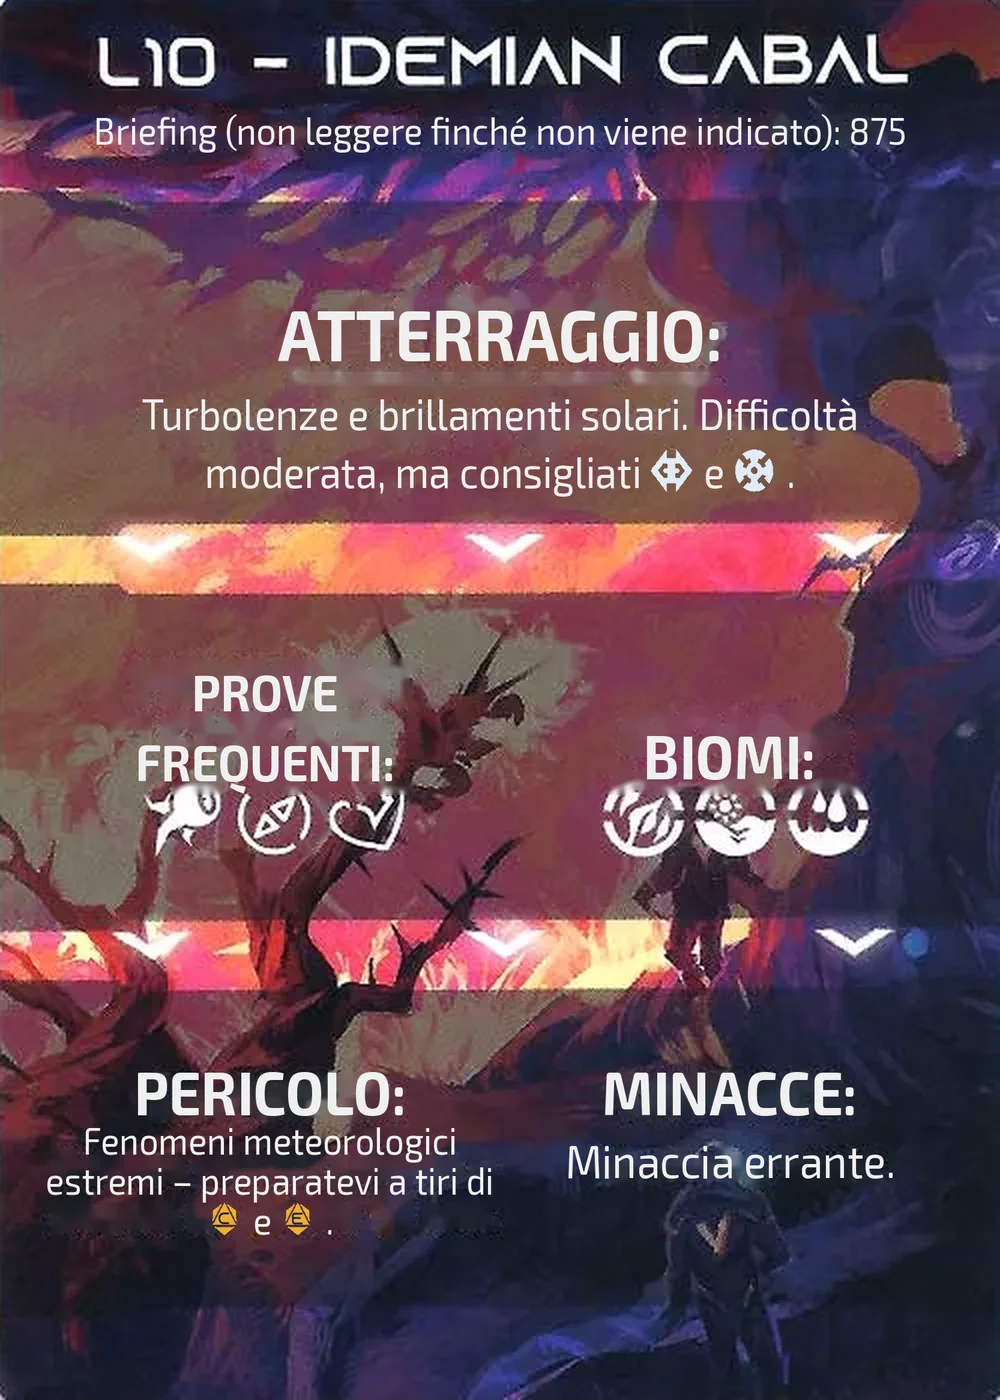 L10 - IDEMIAN CABAL
Briefing (non leggere finché non viene indicato): 875
ATTERRAGGIO:
Turbolenze e brillamenti solari. Difficoltà
moderata, ma consigliati e .
PROVE
FREQUENTI:
BIOMI:
PERICOLO:
Fenomeni meteorologici
estremi – preparatevi a tiri di
C e E .
MINACCE:
Minaccia errante.